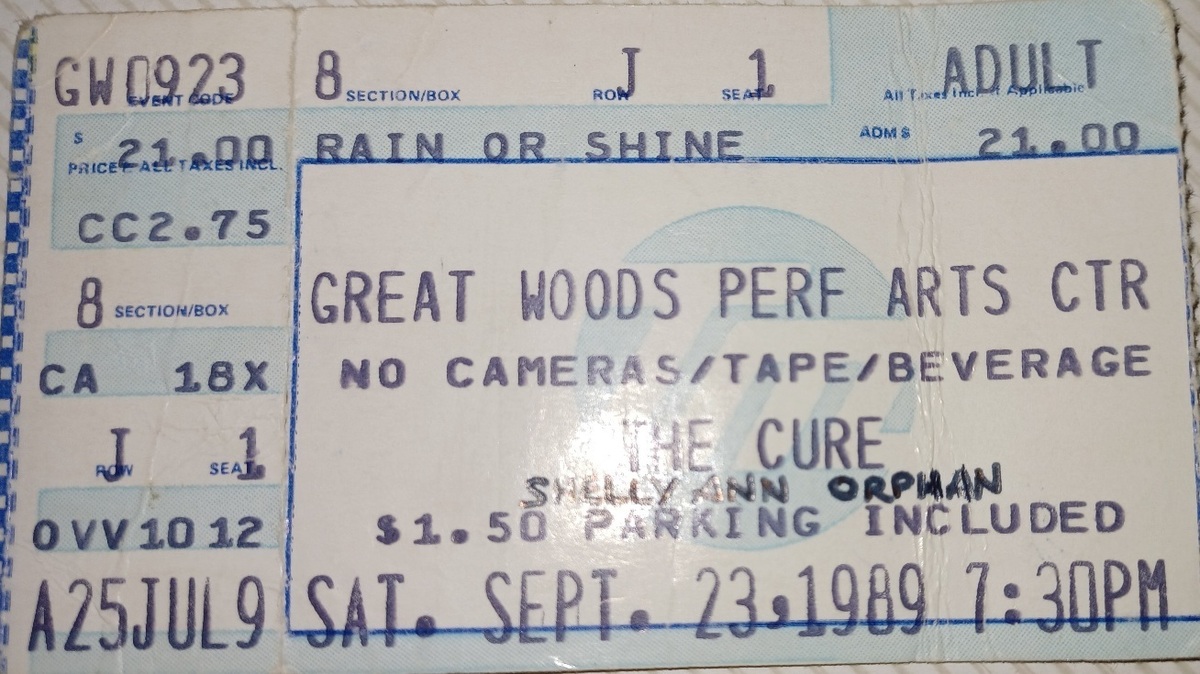 GW0923
EVENT CODE
$ 21.00
PRICE + ALL TAXES INCL.
CC2.75
8 SECTION/BOX
CA 18X
J 1
ROW SEAT
OVV1012
A25JUL9
8 SECTION/BOX J ROW 1 SEAT ADULT
All Taxes Incl. If Applicable
RAIN OR SHINE ADM $ 21.00
GREAT WOODS PERF ARTS CTR
NO CAMERAS/TAPE/BEVERAGE
THE CURE
SHELLY ANN ORPHAN
$1.50 PARKING INCLUDED
SAT. SEPT. 23,1989 7:30PM